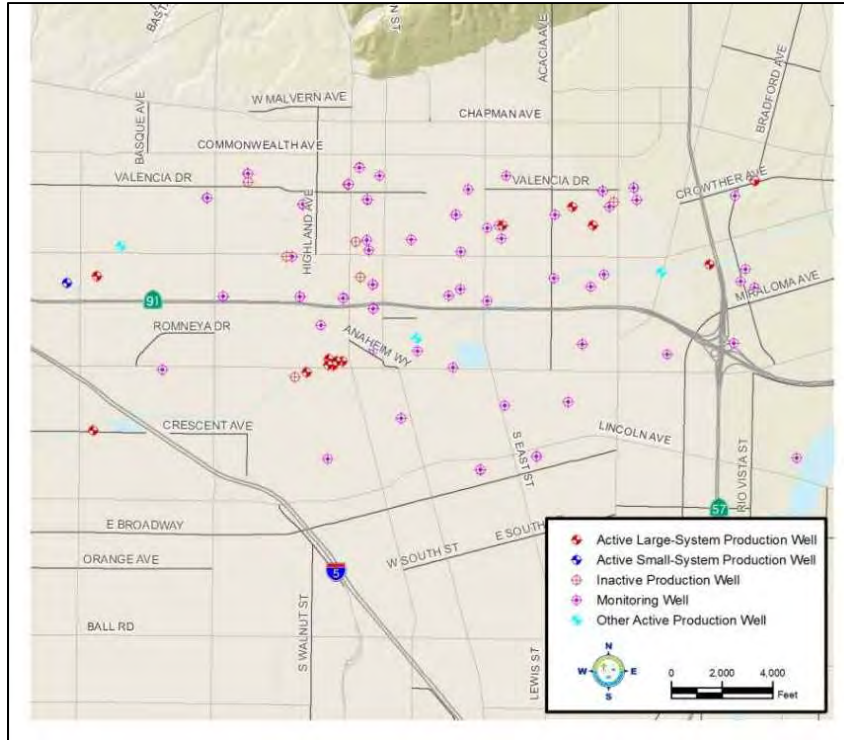 BASTA
N ST
ACACIA AVE
BRADFORD AVE
BASQUE AVE
W MALVERN AVE
CHAPMAN AVE
COMMONWEALTH AVE
VALENCIA DR
VALENCIA DR
CROWTHER AVE
HIGHLAND AVE
MIRALOMA AVE
91
ROMNEYA DR
ANAHEIM WY
CRESCENT AVE
LINCOLN AVE
S EAST ST
RIO VISTA ST
57
E BROADWAY
E SOUTH
W SOUTH ST
ORANGE AVE
5
BALL RD
S WALNUT ST
LEWIS ST
Active Large-System Production Well
Active Small-System Production Well
Inactive Production Well
Monitoring Well
Other Active Production Well
N
W E
S
0 2,000 4,000
Feet